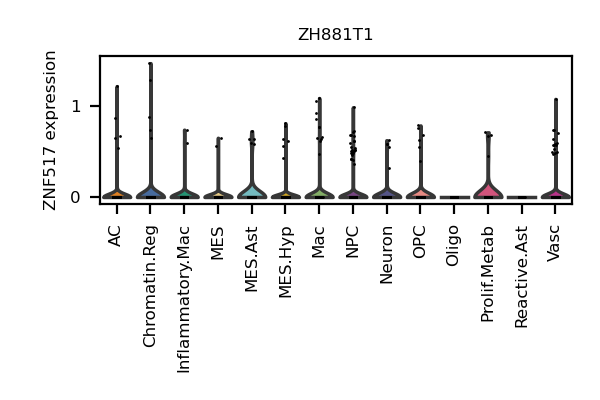 ZH881T1
ZNF517 expression
1
0
AC
Chromatin.Reg
Inflammatory.Mac
MES
MES.Ast
MES.Hyp
Mac
NPC
Neuron
OPC
Oligo
Prolif.Metab
Reactive.Ast
Vasc